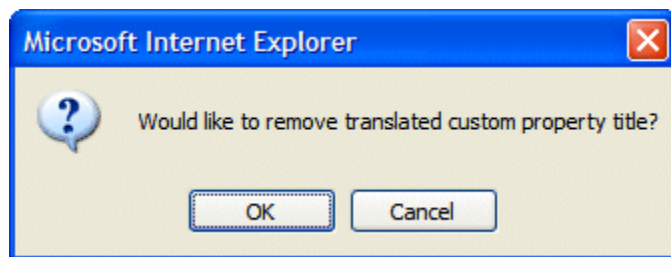 Microsoft Internet Explorer
Would like to remove translated custom property title?
OK
Cancel